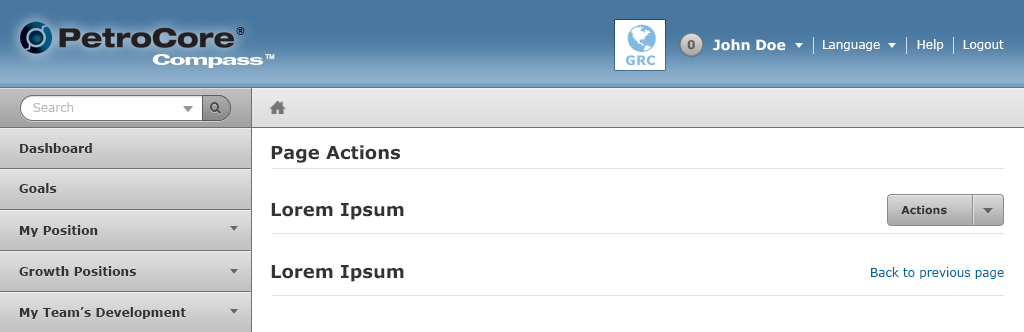 PetroCore®
Compass™
GRC
0 John Doe Language Help Logout
Search
Dashboard
Goals
My Position
Growth Positions
My Team's Development
Page Actions
Lorem Ipsum
Actions
Lorem Ipsum
Back to previous page